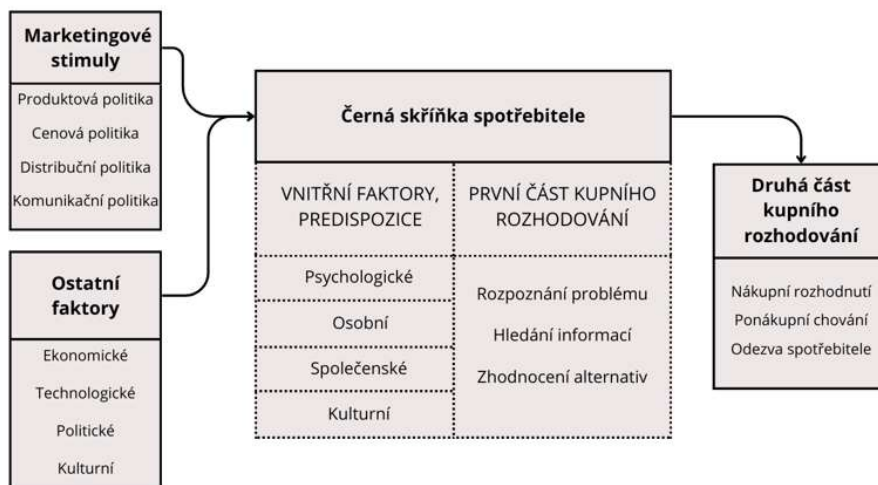 Marketingové
stimuly
Produktová politika
Cenová politika
Distribuční politika
Komunikační politika
Ostatní
faktory
Ekonomické
Technologické
Politické
Kulturní
Černá skříňka spotřebitele
VNITŘNÍ FAKTORY,
PREDISPOZICE
Psychologické
Osobní
Společenské
Kulturní
PRVNÍ ČÁST KUPNÍHO
ROZHODOVÁNÍ
Rozpoznání problému
Hledání informací
Zhodnocení alternativ
Druhá část
kupního
rozhodování
Nákupní rozhodnutí
Ponákupní chování
Odezva spotřebitele